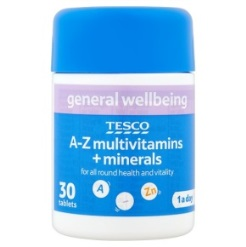 general wellbeing
TESCO
A-Z multivitamins
+ minerals
for all round health and vitality
30
tablets
A
Zn
1 a day